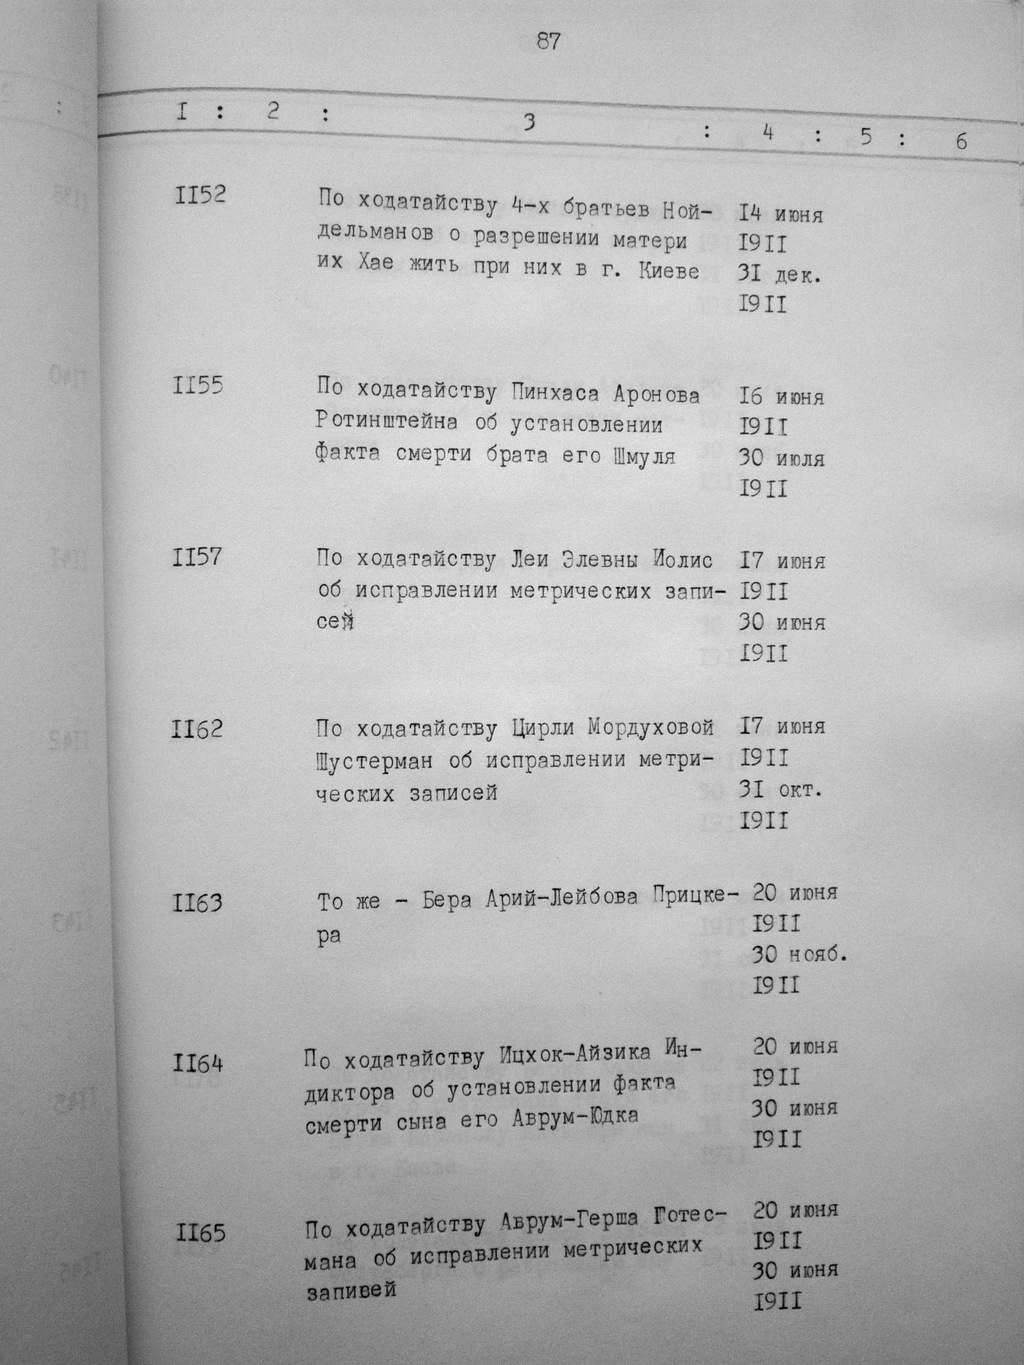 87
I : 2 : 3 : 4 : 5 : 6
II52 По ходатайству 4-х братьев Ной- I4 июня
дельманов о разрешении матери I9II
их Хае жить при них в г. Киеве 3I дек.
I9II
II55 По ходатайству Пинхаса Аронова I6 июня
Ротинштейна об установлении I9II
факта смерти брата его Шмуля 30 июля
I9II
II57 По ходатайству Леи Элевны Иолис I7 июня
об исправлении метрических запи- I9II
сей 30 июня
I9II
II62 По ходатайству Цирли Мордуховой I7 июня
Шустерман об исправлении метри- I9II
ческих записей 3I окт.
I9II
II63 То же - Бера Арий-Лейбова Прицке- 20 июня
ра I9II
30 нояб.
I9II
II64 По ходатайству Ицхок-Айзика Ин- 20 июня
диктора об установлении факта I9II
смерти сына его Аврум-Юдка 30 июня
I9II
II65 По ходатайству Аврум-Герша Готес- 20 июня
мана об исправлении метрических I9II
запивей 30 июня
I9II